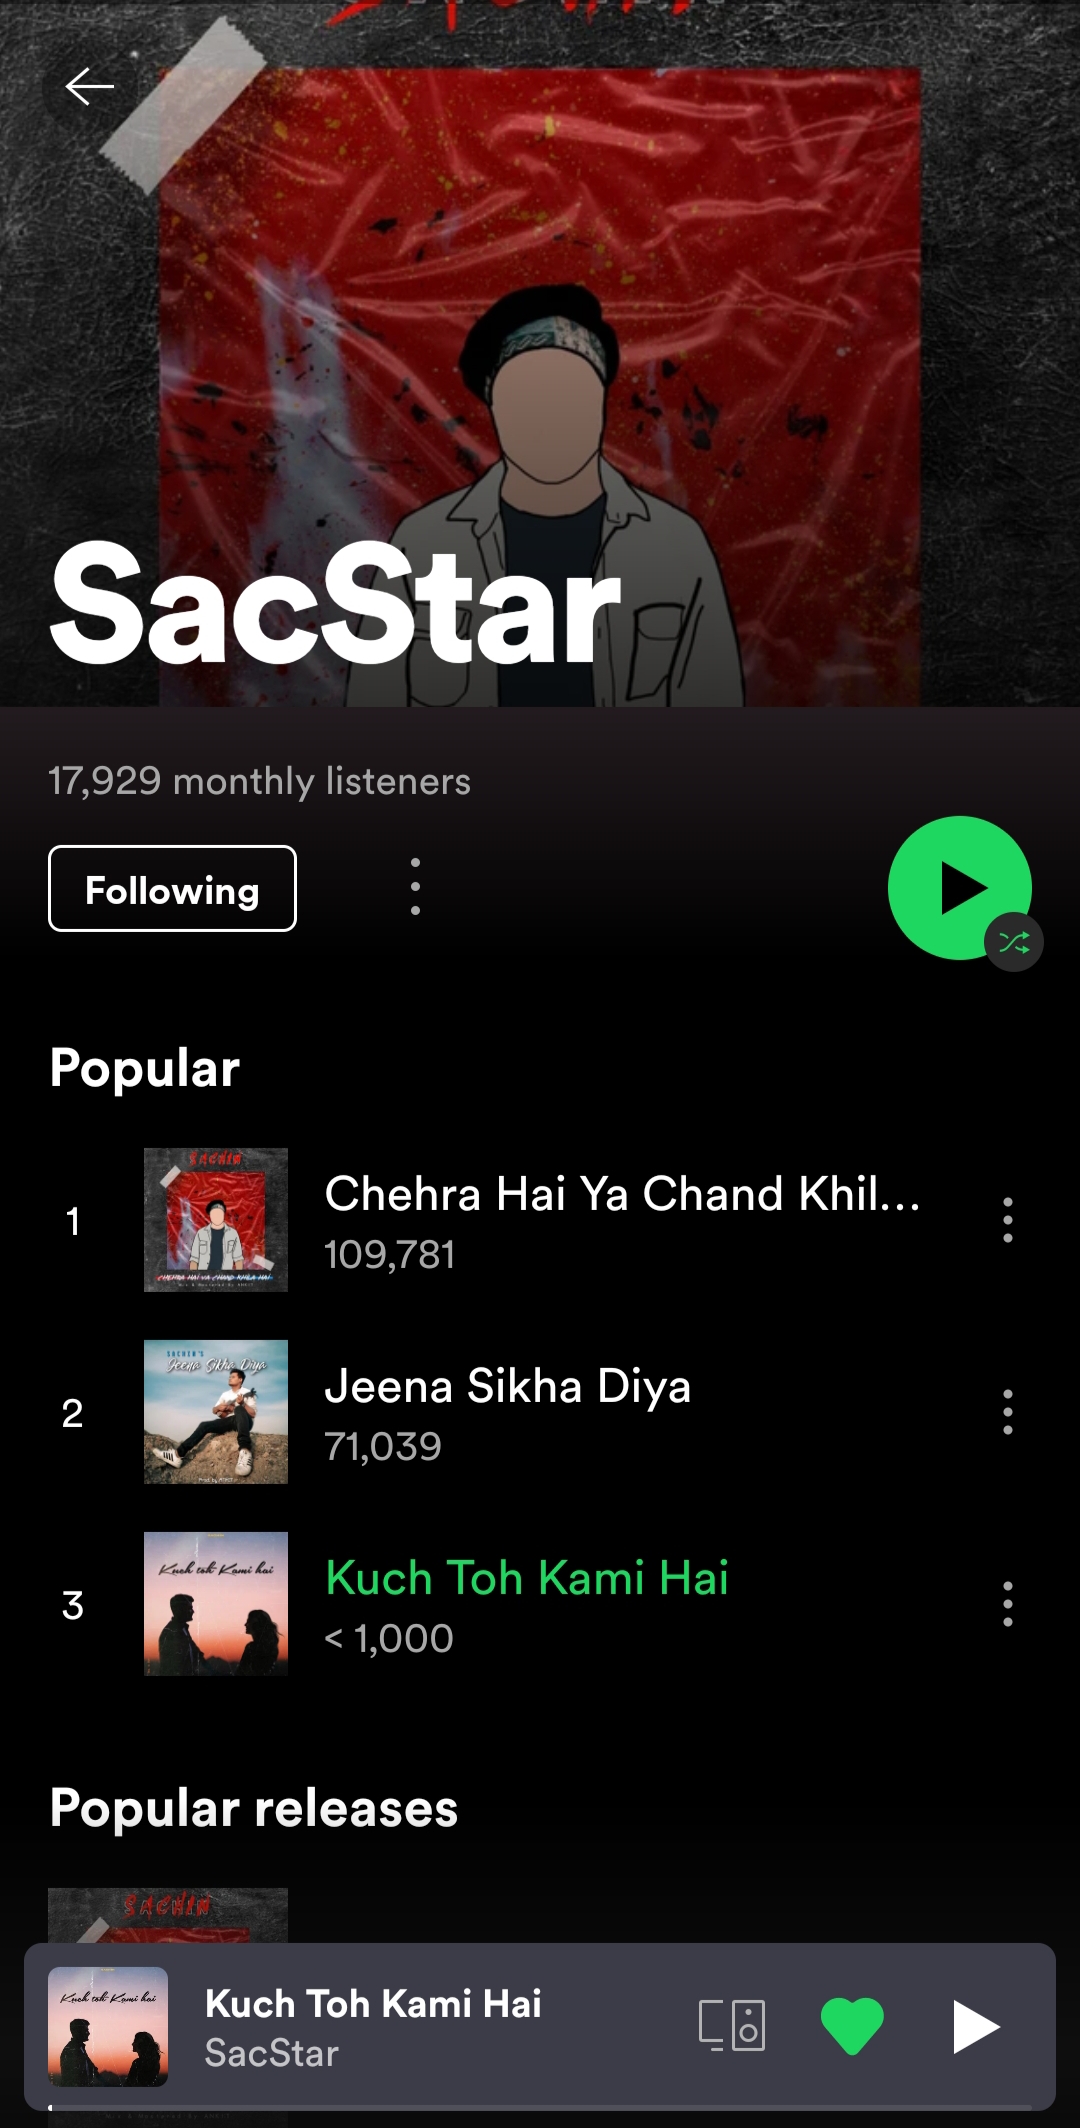 SacStar
17,929 monthly listeners
Following
Popular
1
SACHIN
CHEHRA HAI YA CHAND KHILA HAI
Chehra Hai Ya Chand Khil...
109,781
2
SACHIN'S
Jeena Sikha Diya
Jeena Sikha Diya
71,039
3
Kuch toh Kami hai
Kuch Toh Kami Hai
< 1,000
Popular releases
SACHIN
Kuch toh Kami hai
Kuch Toh Kami Hai
SacStar